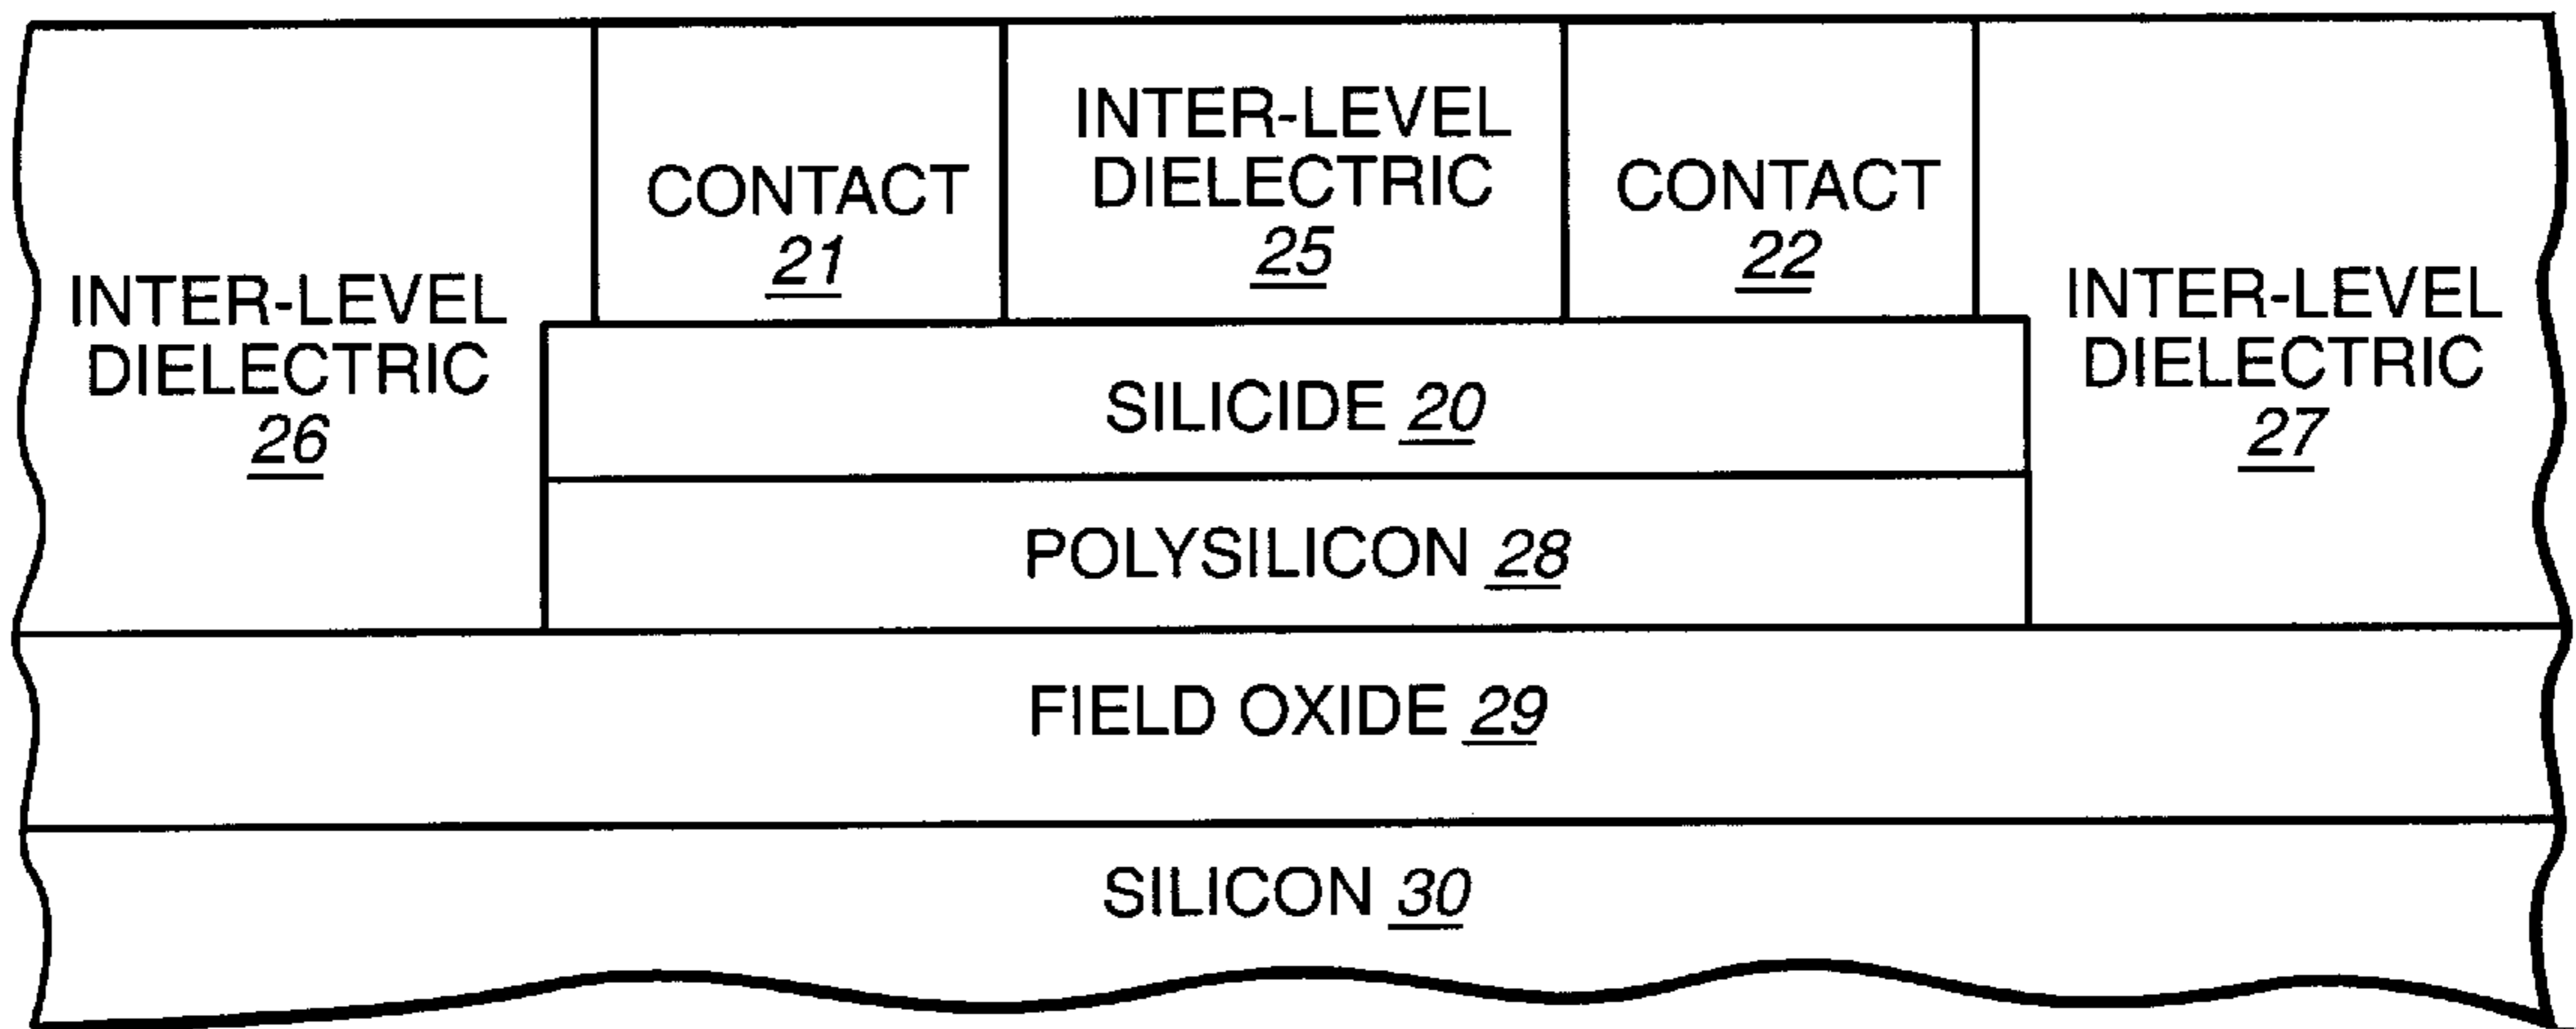 INTER-LEVEL
DIELECTRIC
26
CONTACT
21
INTER-LEVEL
DIELECTRIC
25
CONTACT
22
INTER-LEVEL
DIELECTRIC
27
SILICIDE 20
POLYSILICON 28
FIELD OXIDE 29
SILICON 30